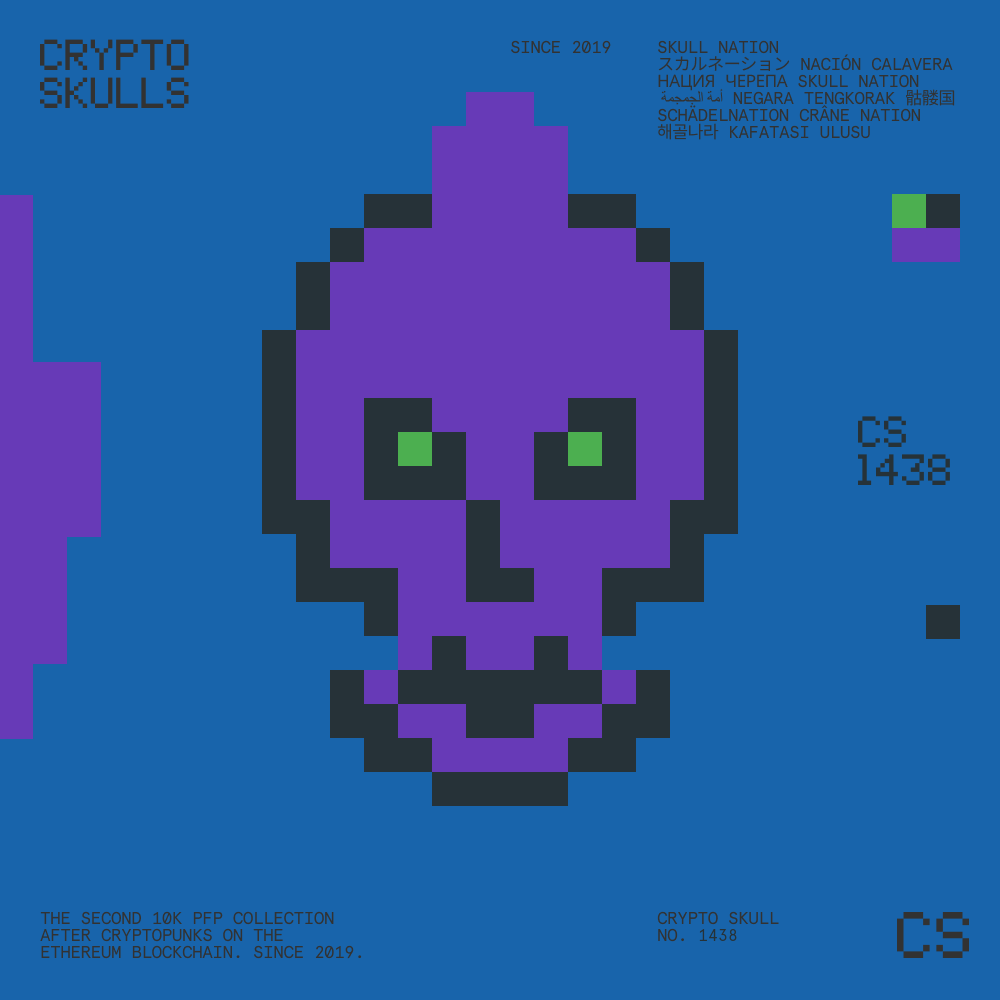 CRYPTO
SKULLS
SINCE 2019
SKULL NATION
スカルネーション NACIÓN CALAVERA
НАЦИЯ ЧЕРЕПА SKULL NATION
أمة الجمجمة NEGARA TENGKORAK 骷髏国
SCHÄDELNATION CRÂNE NATION
해골나라 KAFATASI ULUSU
CS
1438
THE SECOND 10K PFP COLLECTION
AFTER CRYPTOPUNKS ON THE
ETHEREUM BLOCKCHAIN. SINCE 2019.
CRYPTO SKULL
NO. 1438
CS